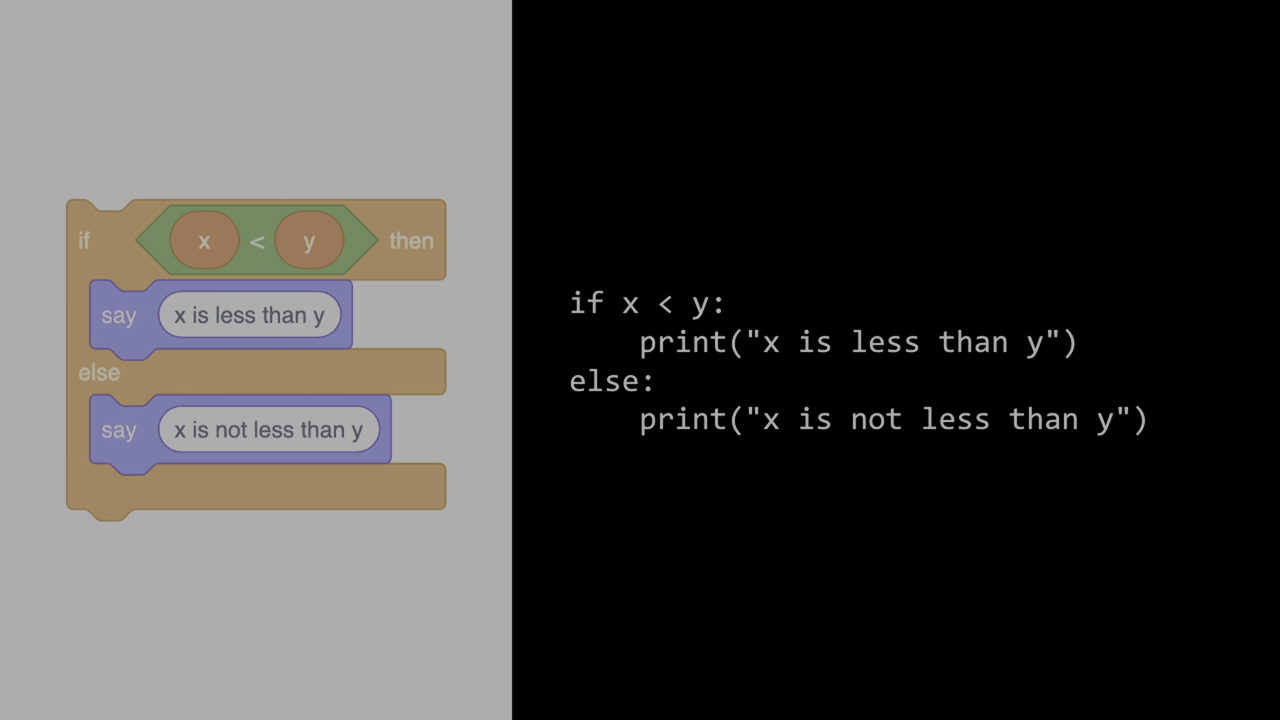 if x < y then
say x is less than y
else
say x is not less than y
if x < y:
    print("x is less than y")
else:
    print("x is not less than y")